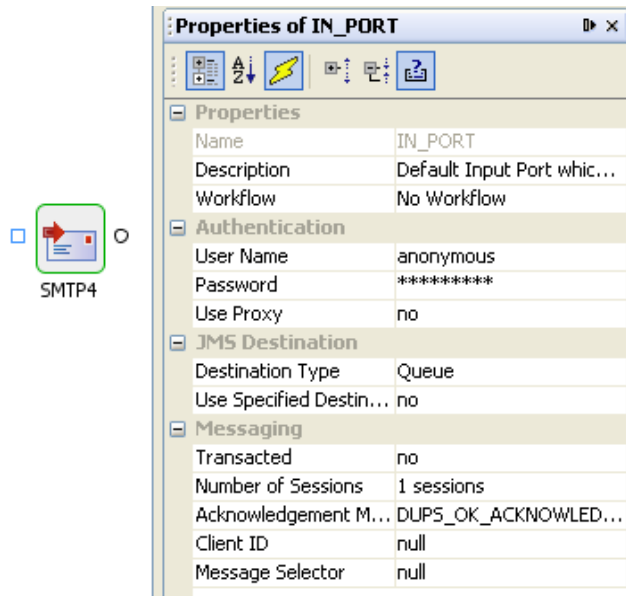 Properties of IN_PORT
Properties
Name IN_PORT
Description Default Input Port whic...
Workflow No Workflow
Authentication
User Name anonymous
Password *********
Use Proxy no
JMS Destination
Destination Type Queue
Use Specified Destin... no
Messaging
Transacted no
Number of Sessions 1 sessions
Acknowledgement M... DUPS_OK_ACKNOWLED...
Client ID null
Message Selector null
SMTP4